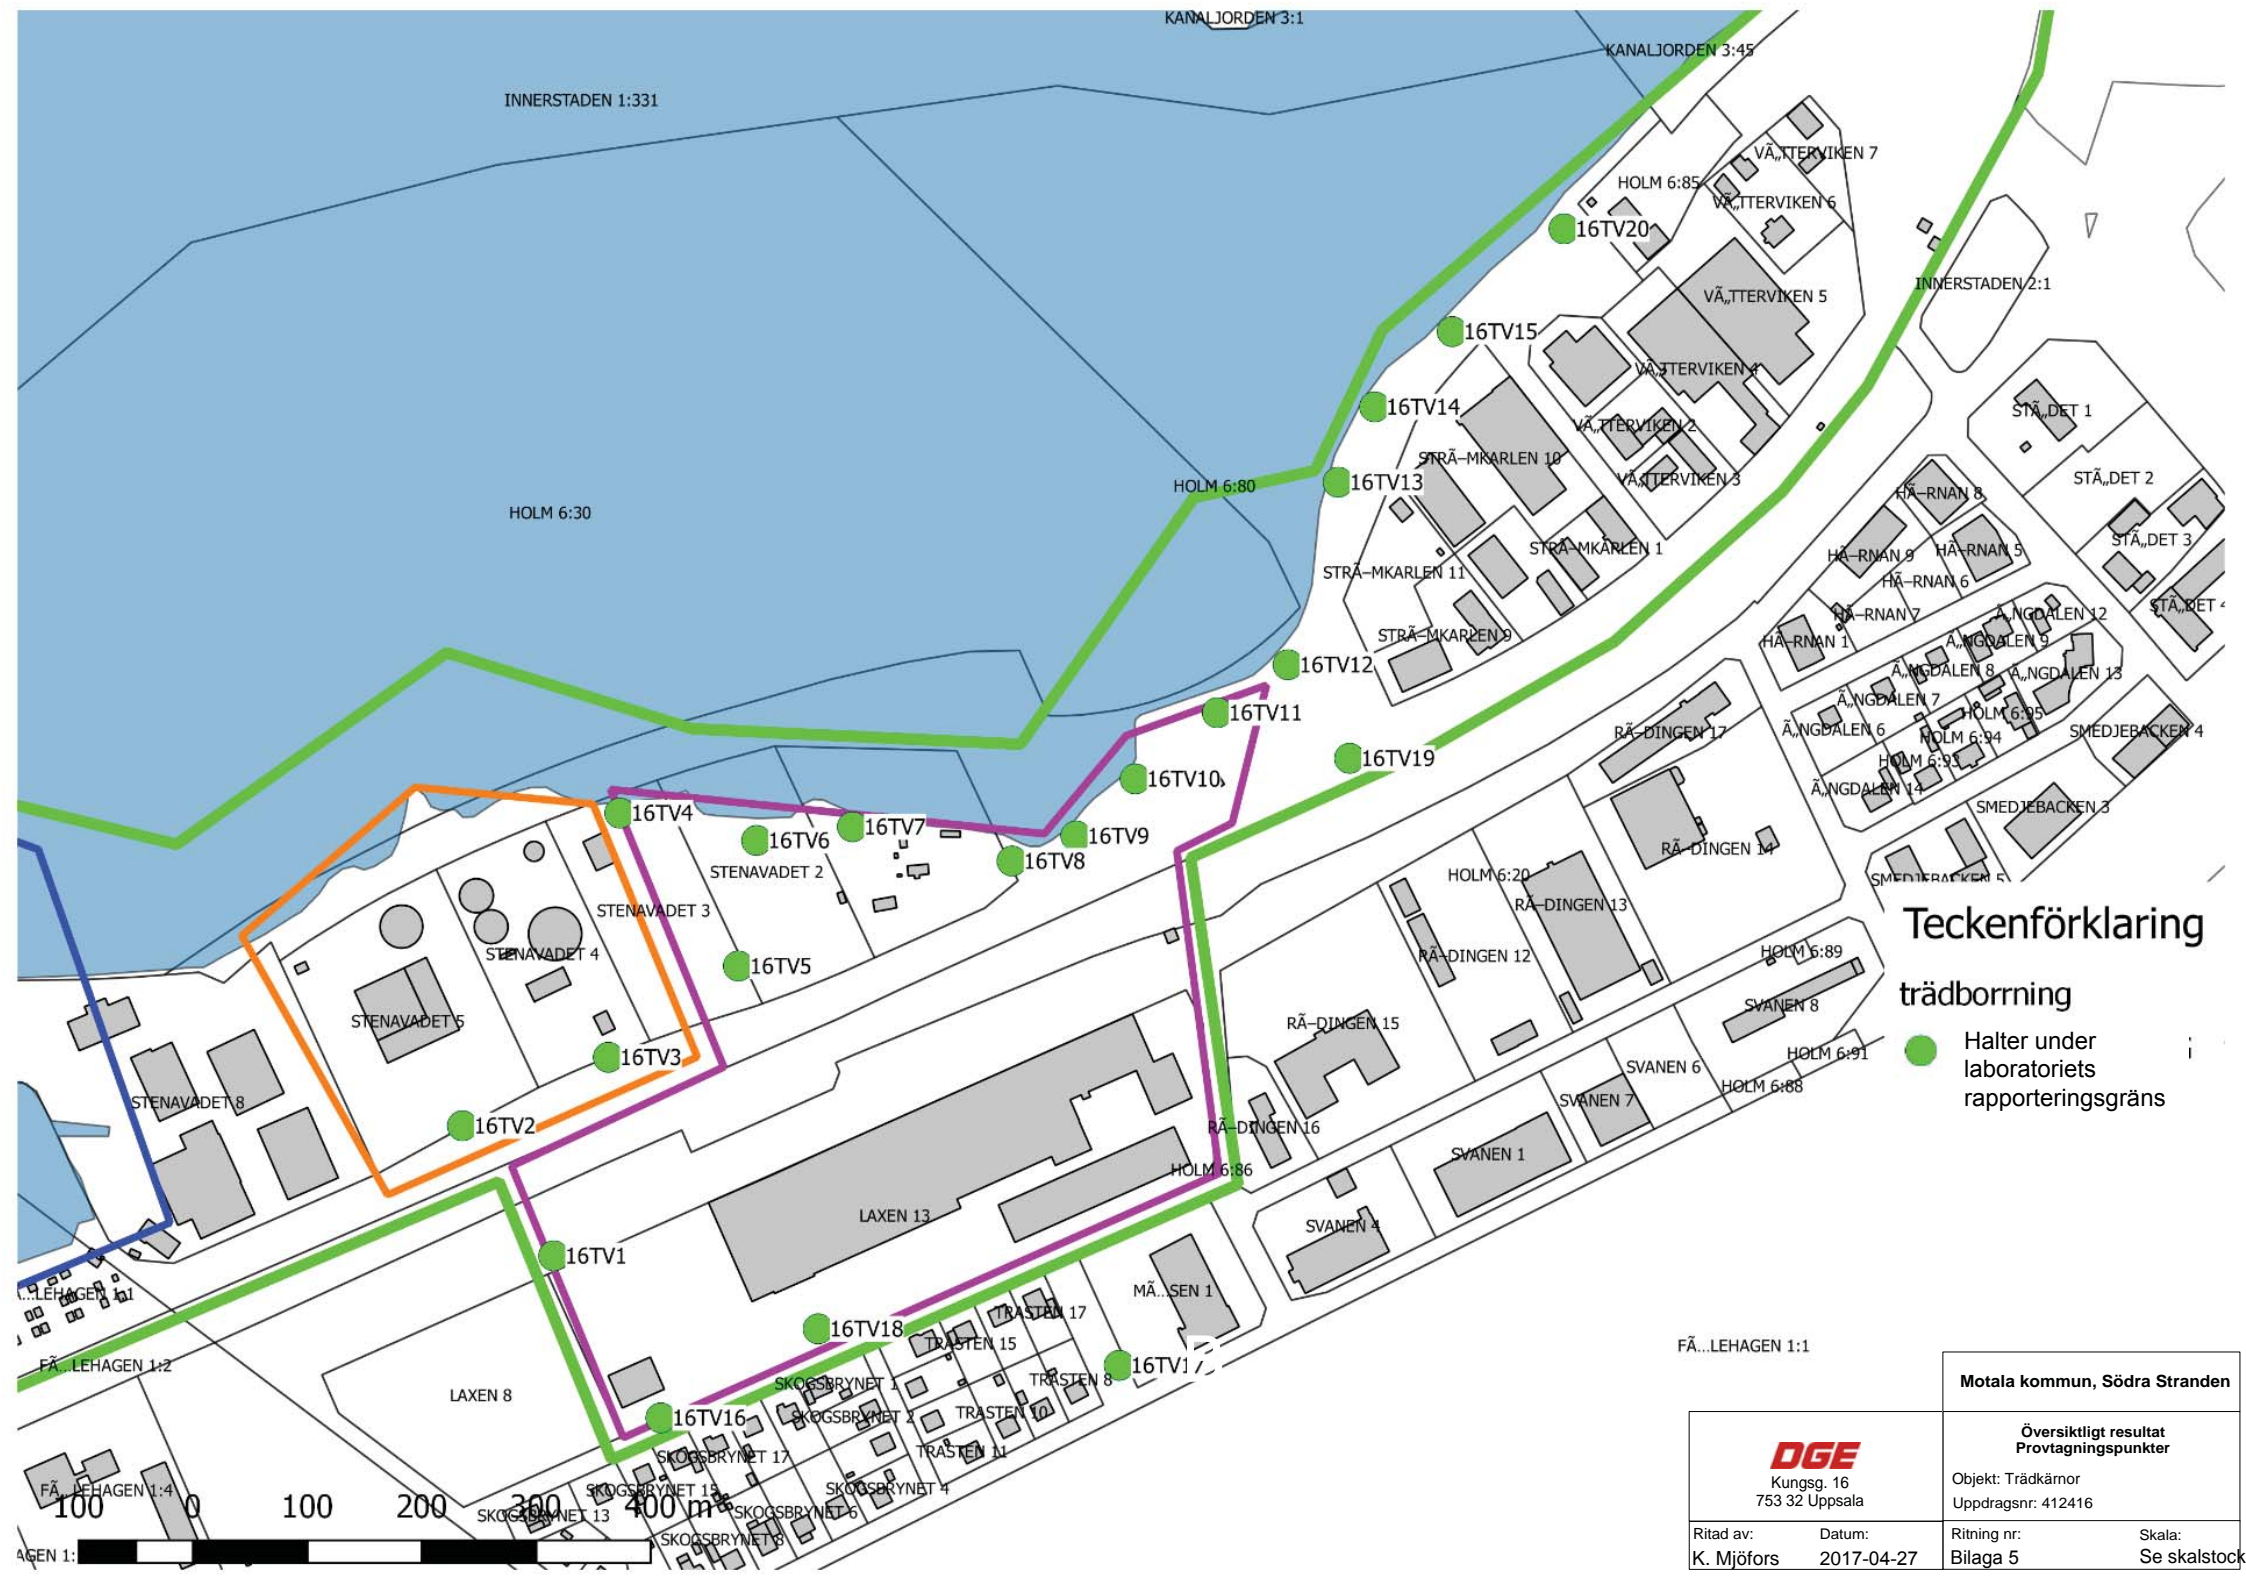 KANALJORDEN 3:1
KANALJORDEN 3:45
INNERSTADEN 1:331
VÃ„TTERVIKEN 7
HOLM 6:85
VÃ„TTERVIKEN 6
16TV20
INNERSTADEN 2:1
VÃ„TTERVIKEN 5
16TV15
VÃ„TTERVIKEN 4
16TV14
STÃ„DET 1
VÃ„TTERVIKEN 2
STRÃ–MKARLEN 10
VÃ„TTERVIKEN 3
STÃ„DET 2
16TV13
HOLM 6:80
HÃ–RNAN 8
HOLM 6:30
STÃ„DET 3
STRÃ–MKARLEN 1
HÃ–RNAN 9
HÃ–RNAN 5
STRÃ–MKARLEN 11
HÃ–RNAN 6
STÃ„DET 4
HÃ–RNAN 7
Ã„NGDALEN 12
STRÃ–MKARLEN 9
HÃ–RNAN 1
Ã„NGDALEN 9
16TV12
Ã„NGDALEN 8
Ã„NGDALEN 13
Ã„NGDALEN 7
16TV11
HOLM 6:95
Ã„NGDALEN 6
RÃ–DINGEN 17
HOLM 6:94
SMEDJEBACKEN 4
16TV19
HOLM 6:93
16TV10
Ã„NGDALEN 14
SMEDJEBACKEN 3
16TV4
16TV6
16TV7
16TV9
RÃ–DINGEN 14
16TV8
STENAVADET 2
HOLM 6:20
SMEDJEBACKEN 5
RÃ–DINGEN 13
STENAVADET 3
Teckenförklaring
STENAVADET 4
RÃ–DINGEN 12
HOLM 6:89
16TV5
trädborrning
SVANEN 8
STENAVADET 5
RÃ–DINGEN 15
Halter under
laboratoriets
rapporteringsgräns
HOLM 6:91
16TV3
SVANEN 6
HOLM 6:88
STENAVADET 8
SVANEN 7
16TV2
RÃ–DINGEN 16
SVANEN 1
HOLM 6:86
LAXEN 13
SVANEN 4
16TV1
MÃ…SEN 1
…LEHAGEN 1:1
TRASTEN 17
16TV18
TRASTEN 15
FÃ…LEHAGEN 1:1
FÃ…LEHAGEN 1:2
16TV17
TRASTEN 8
SKOGSBRYNET 1
LAXEN 8
TRASTEN 10
16TV16
SKOGSBRYNET 2
TRASTEN 11
SKOGSBRYNET 17
FÃ…LEHAGEN 1:4
SKOGSBRYNET 15
SKOGSBRYNET 4
SKOGSBRYNET 13
SKOGSBRYNET 6
SKOGSBRYNET 8
100 0 100 200 300 400 m
AGEN 1:
Motala kommun, Södra Stranden
DGE
Kungsg. 16
753 32 Uppsala
Översiktligt resultat
Provtagningspunkter
Objekt: Trädkärnor
Uppdragsnr: 412416
Ritad av:
K. Mjöfors
Datum:
2017-04-27
Ritning nr:
Bilaga 5
Skala:
Se skalstock